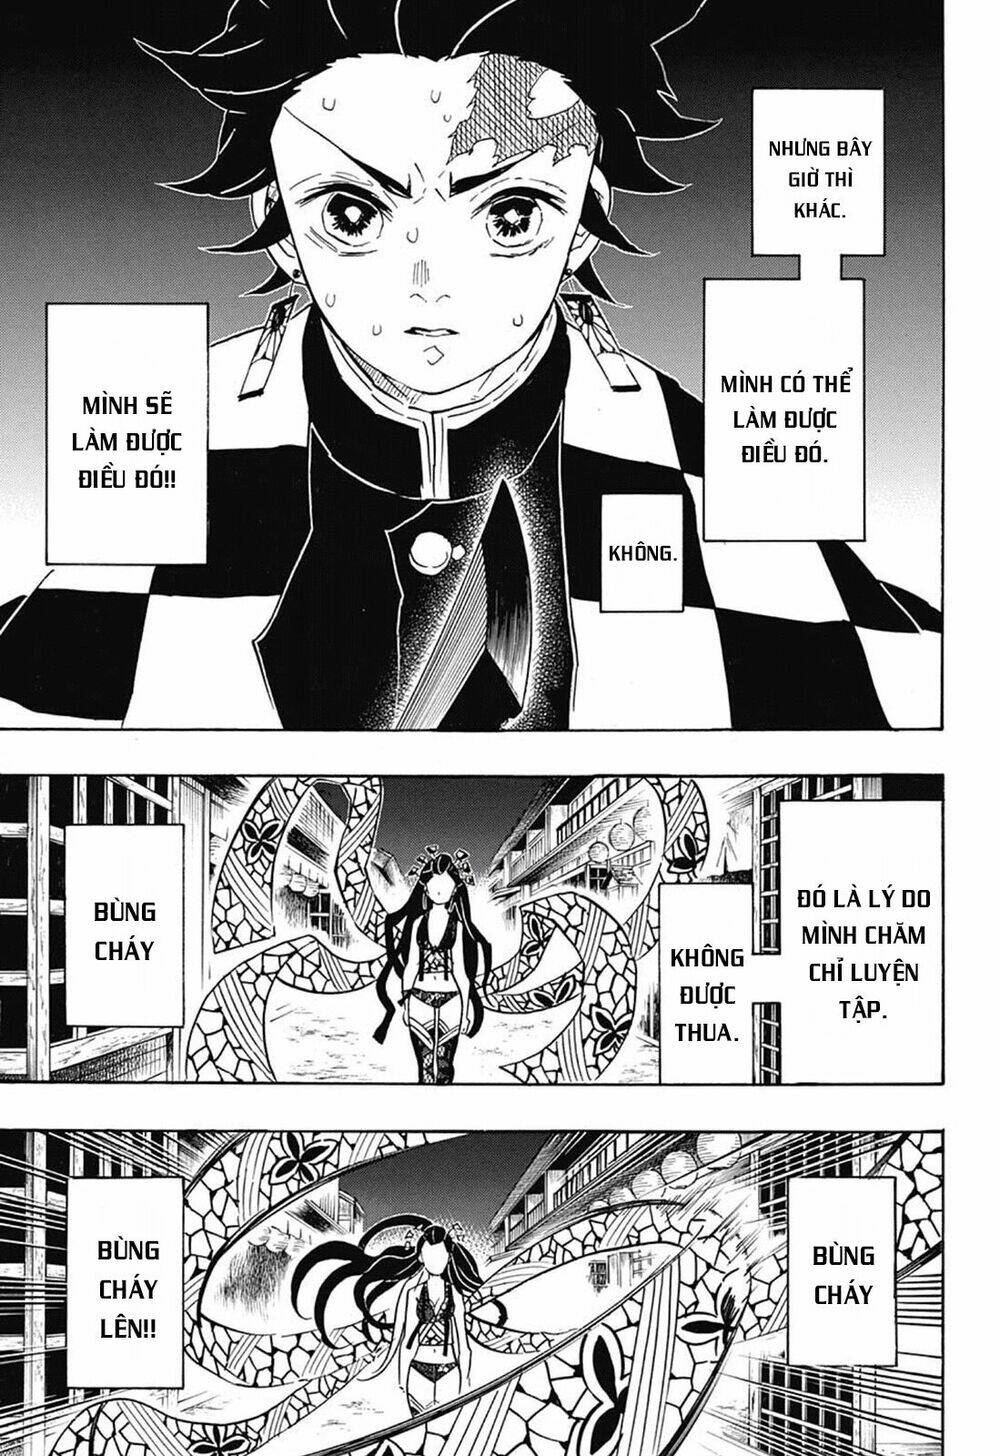 NHƯNG BÂY
GIỜ THÌ
KHÁC.
MÌNH CÓ THỂ
LÀM ĐƯỢC
ĐIỀU ĐÓ.
KHÔNG.
MÌNH SẼ
LÀM ĐƯỢC
ĐIỀU ĐÓ!!
ĐÓ LÀ LÝ DO
MÌNH CHĂM
CHỈ LUYỆN
TẬP.
KHÔNG
ĐƯỢC
THUA.
BÙNG
CHÁY
BÙNG
CHÁY
BÙNG
CHÁY
LÊN!!